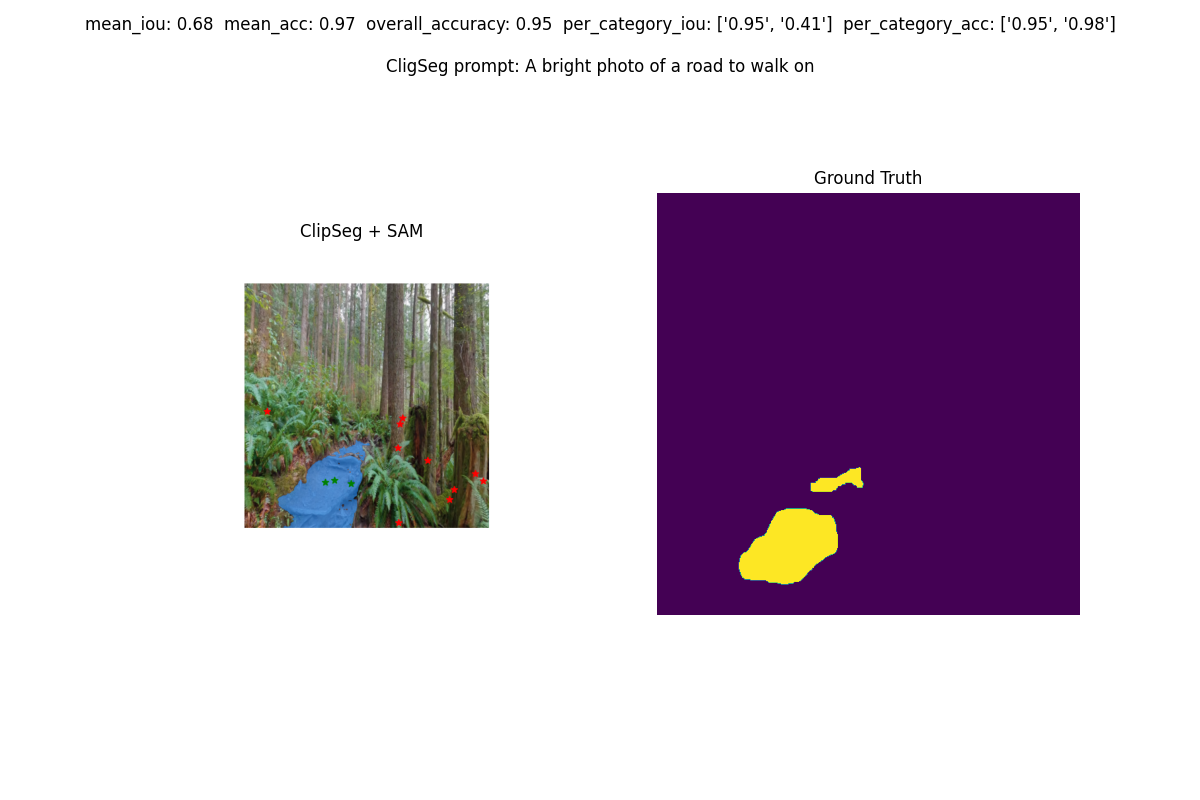 mean_iou: 0.68  mean_acc: 0.97  overall_accuracy: 0.95  per_category_iou: ['0.95', '0.41']  per_category_acc: ['0.95', '0.98']
CligSeg prompt: A bright photo of a road to walk on
Ground Truth
ClipSeg + SAM